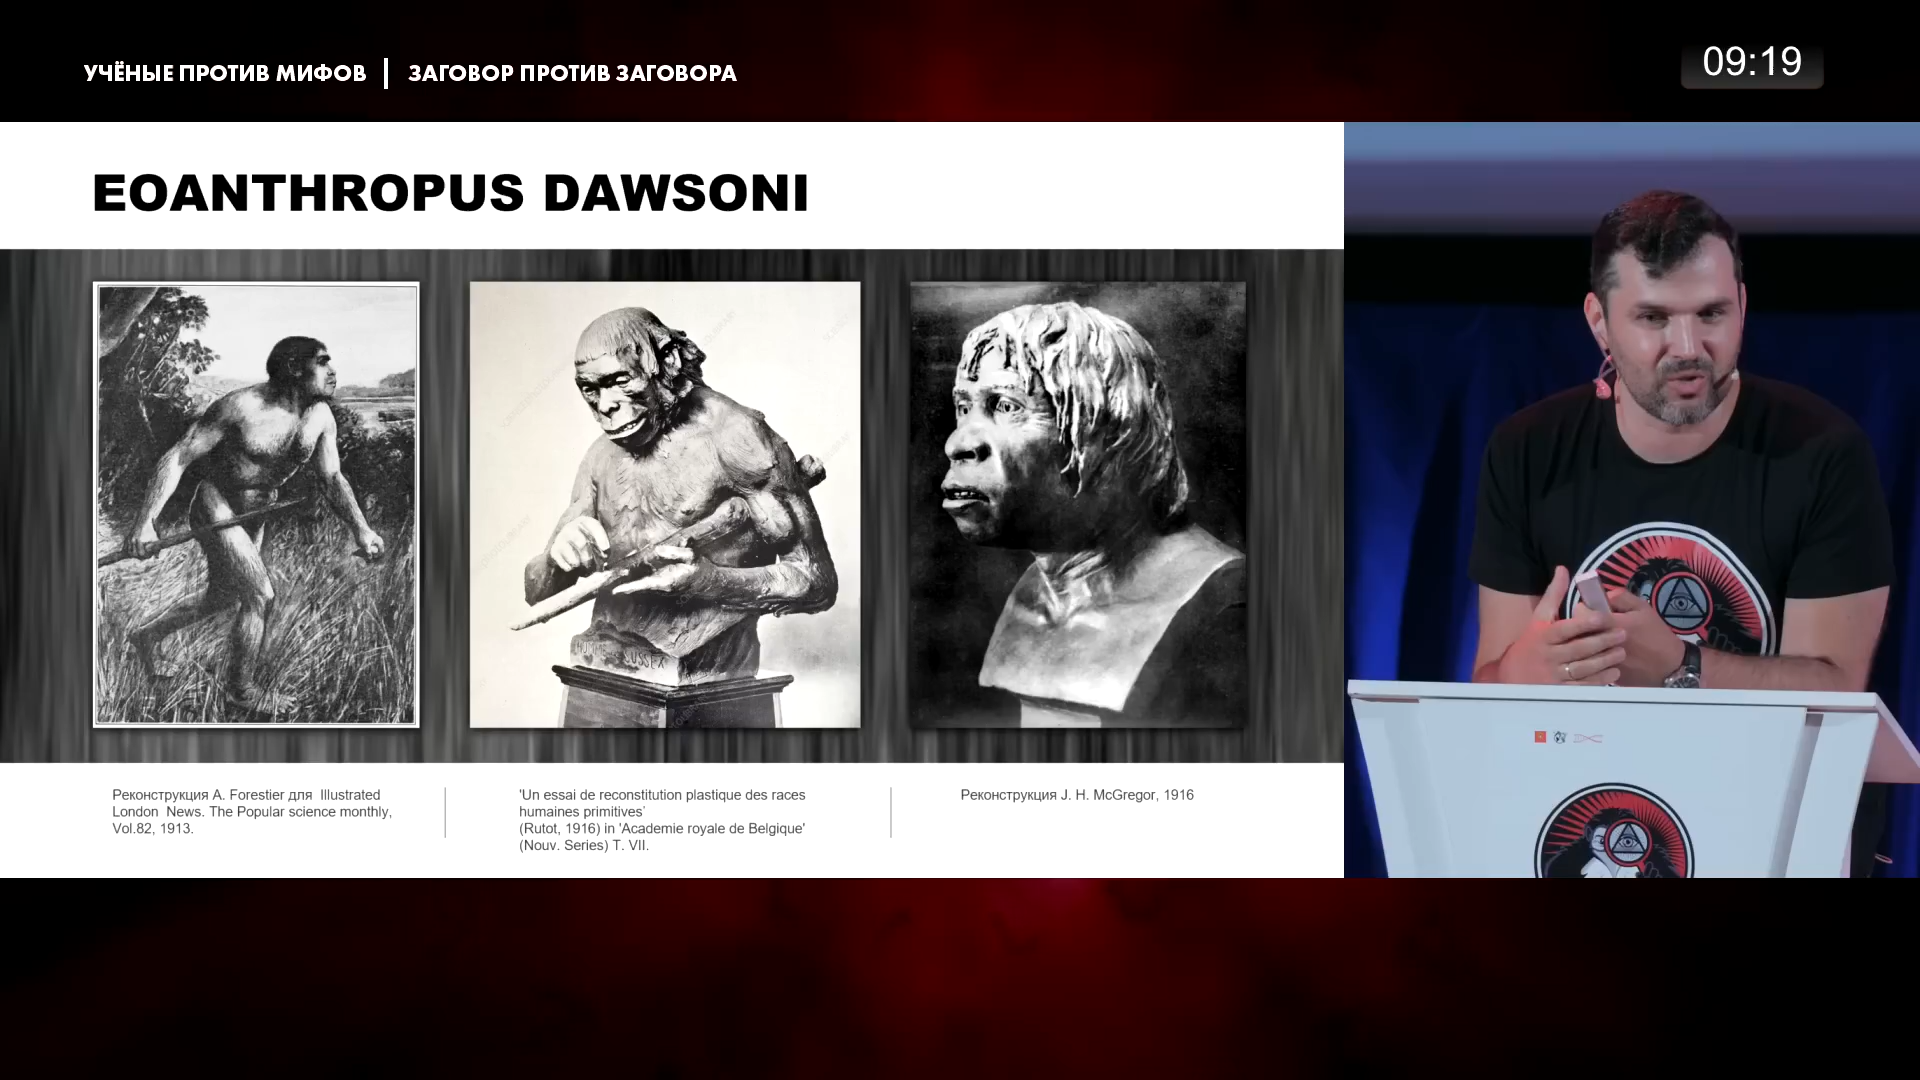 УЧЁНЫЕ ПРОТИВ МИФОВ | ЗАГОВОР ПРОТИВ ЗАГОВОРА
09:19
EOANTHROPUS DAWSONI
SUSSEX
Реконструкция A. Forestier для Illustrated
London News. The Popular science monthly,
Vol.82, 1913.
'Un essai de reconstitution plastique des races
humaines primitives'
(Rutot, 1916) in 'Academie royale de Belgique'
(Nouv. Series) T. VII.
Реконструкция J. H. McGregor, 1916